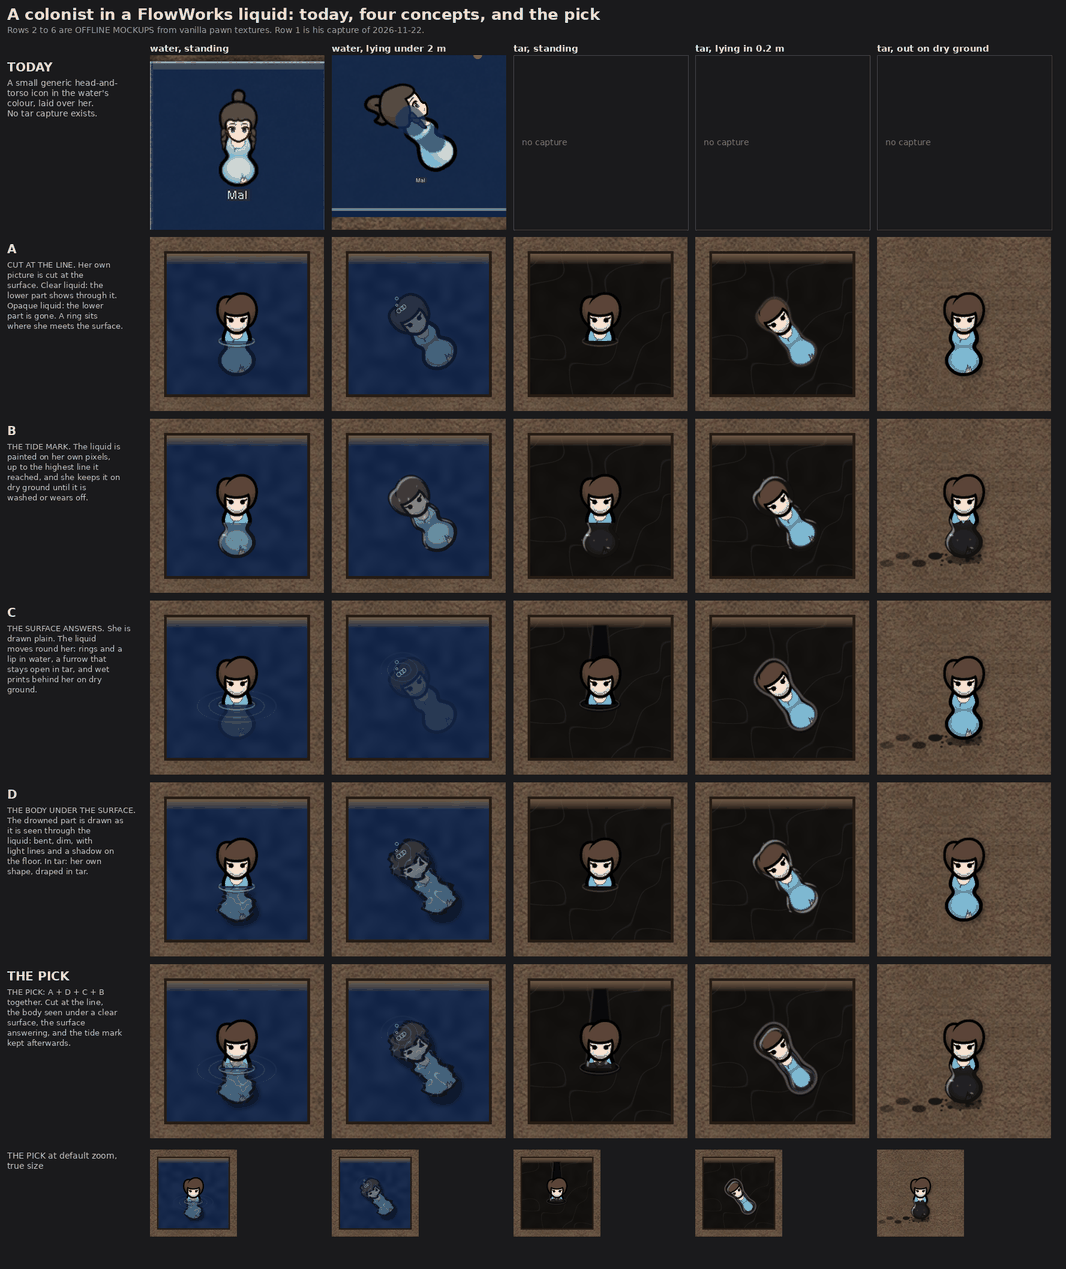 A colonist in a FlowWorks liquid: today, four concepts, and the pick
Rows 2 to 6 are OFFLINE MOCKUPS from vanilla pawn textures. Row 1 is his capture of 2026-11-22.
water, standing
water, lying under 2 m
tar, standing
tar, lying in 0.2 m
tar, out on dry ground
TODAY
A small generic head-and-
torso icon in the water's
colour, laid over her.
No tar capture exists.
Mal
Mal
no capture
no capture
no capture
A
CUT AT THE LINE. Her own
picture is cut at the
surface. Clear liquid: the
lower part shows through it.
Opaque liquid: the lower
part is gone. A ring sits
where she meets the surface.
B
THE TIDE MARK. The liquid is
painted on her own pixels,
up to the highest line it
reached, and she keeps it on
dry ground until it is
washed or wears off.
C
THE SURFACE ANSWERS. She is
drawn plain. The liquid
moves round her: rings and a
lip in water, a furrow that
stays open in tar, and wet
prints behind her on dry
ground.
D
THE BODY UNDER THE SURFACE.
The drowned part is drawn as
it is seen through the
liquid: bent, dim, with
light lines and a shadow on
the floor. In tar: her own
shape, draped in tar.
THE PICK
THE PICK: A + D + C + B
together. Cut at the line,
the body seen under a clear
surface, the surface
answering, and the tide mark
kept afterwards.
THE PICK at default zoom,
true size